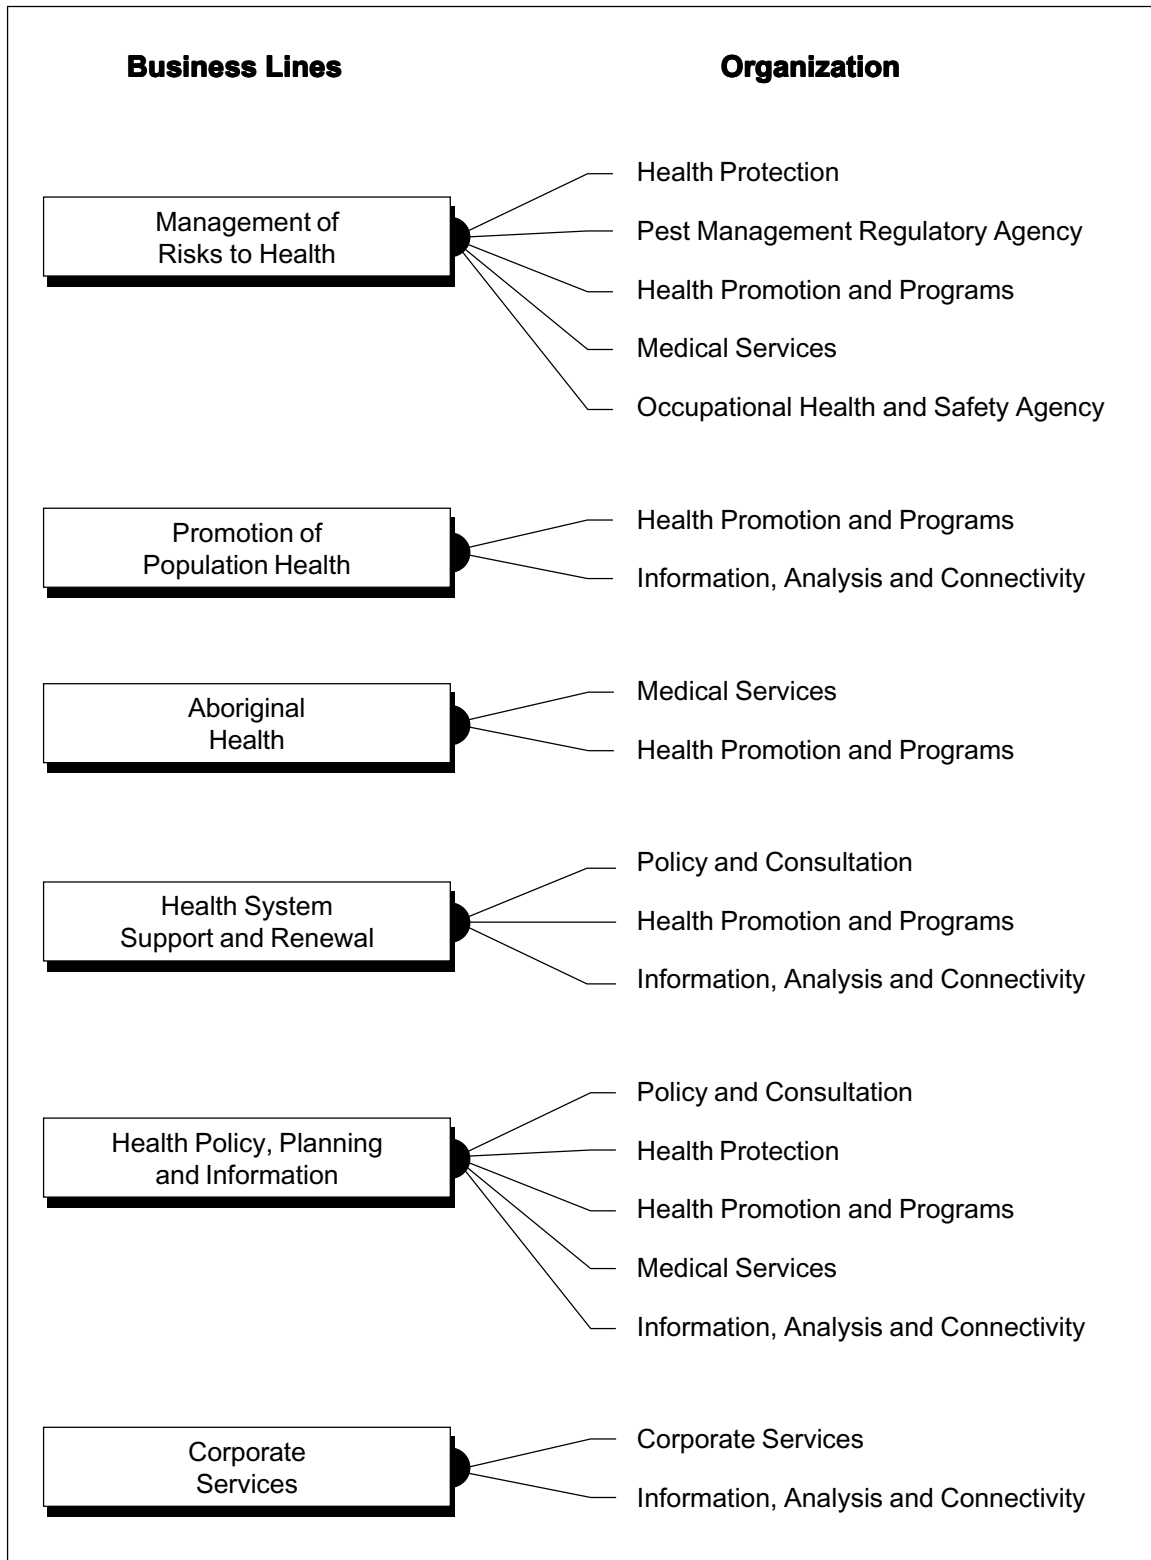 Business Lines
Organization
Management of
Risks to Health
Health Protection
Pest Management Regulatory Agency
Health Promotion and Programs
Medical Services
Occupational Health and Safety Agency
Promotion of
Population Health
Health Promotion and Programs
Information, Analysis and Connectivity
Aboriginal
Health
Medical Services
Health Promotion and Programs
Health System
Support and Renewal
Policy and Consultation
Health Promotion and Programs
Information, Analysis and Connectivity
Health Policy, Planning
and Information
Policy and Consultation
Health Protection
Health Promotion and Programs
Medical Services
Information, Analysis and Connectivity
Corporate
Services
Corporate Services
Information, Analysis and Connectivity